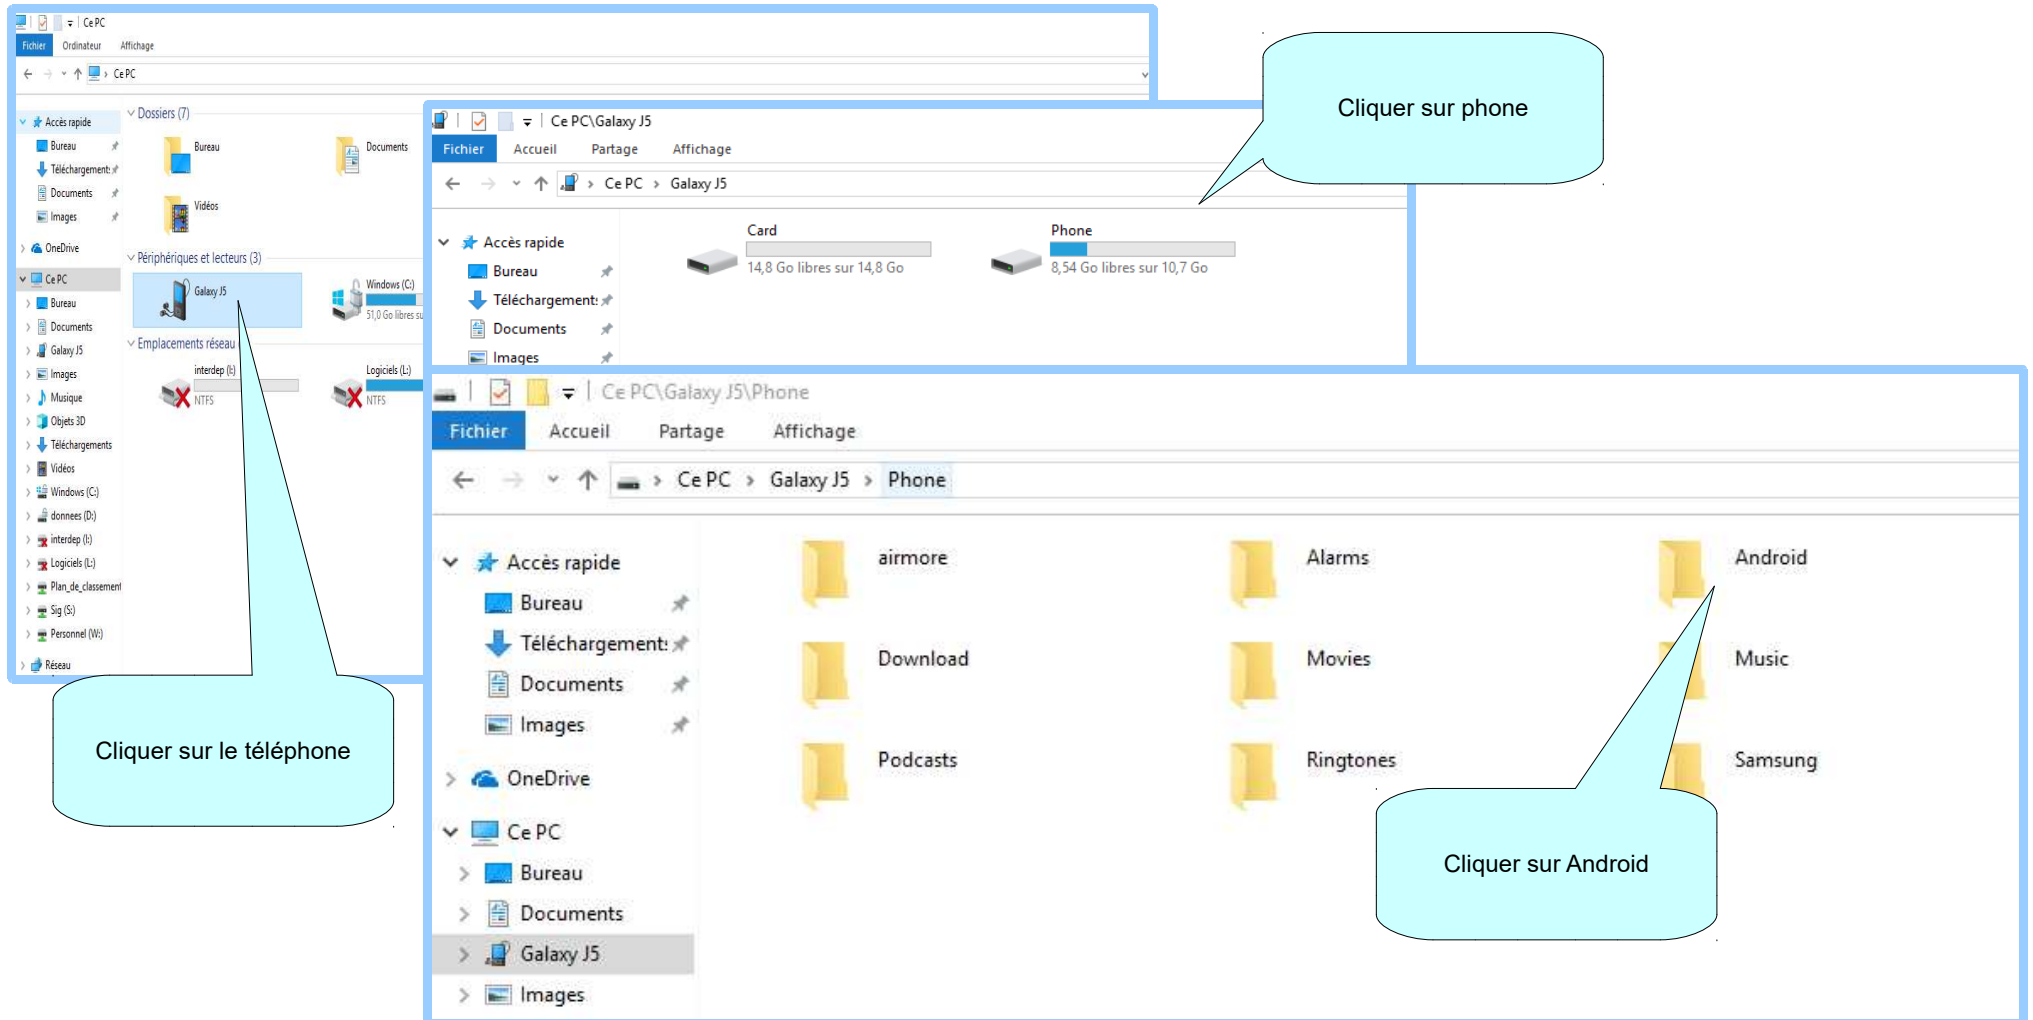 Ce PC
Fichier Ordinateur Affichage
Ce PC
Accès rapide
Bureau
Téléchargement:
Documents
Images
OneDrive
Ce PC
Bureau
Documents
Galaxy J5
Images
Musique
Objets 3D
Téléchargements
Vidéos
Windows (C:)
donnees (D:)
interdep (I:)
Logiciels (L:)
Plan_de_classement
Sig (S:)
Personnel (W:)
Réseau
Dossiers (7)
Bureau
Documents
Vidéos
Périphériques et lecteurs (3)
Galaxy J5
Windows (C:)
51,0 Go libres su
Emplacements réseau
interdep (I:)
NTFS
Logiciels (L:)
NTFS
Cliquer sur le téléphone
Ce PC\Galaxy J5
Fichier Accueil Partage Affichage
Ce PC Galaxy J5
Accès rapide
Bureau
Téléchargement:
Documents
Images
Card
14,8 Go libres sur 14,8 Go
Phone
8,54 Go libres sur 10,7 Go
Cliquer sur phone
Ce PC\Galaxy J5\Phone
Fichier Accueil Partage Affichage
Ce PC Galaxy J5 Phone
Accès rapide
Bureau
Téléchargement:
Documents
Images
OneDrive
Ce PC
Bureau
Documents
Galaxy J5
Images
airmore Alarms Android
Download Movies Music
Podcasts Ringtones Samsung
Cliquer sur Android